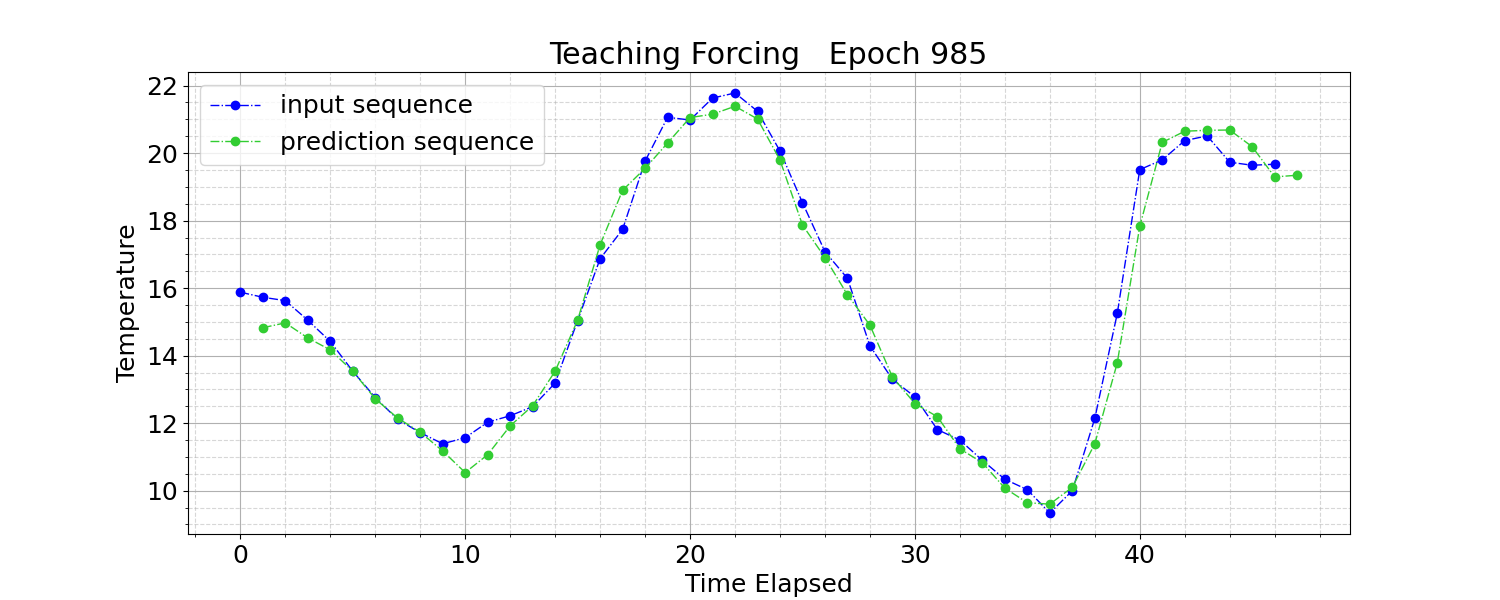 Teaching Forcing   Epoch 985
22
20
18
16
14
12
10
Temperature
input sequence
prediction sequence
0 10 20 30 40
Time Elapsed